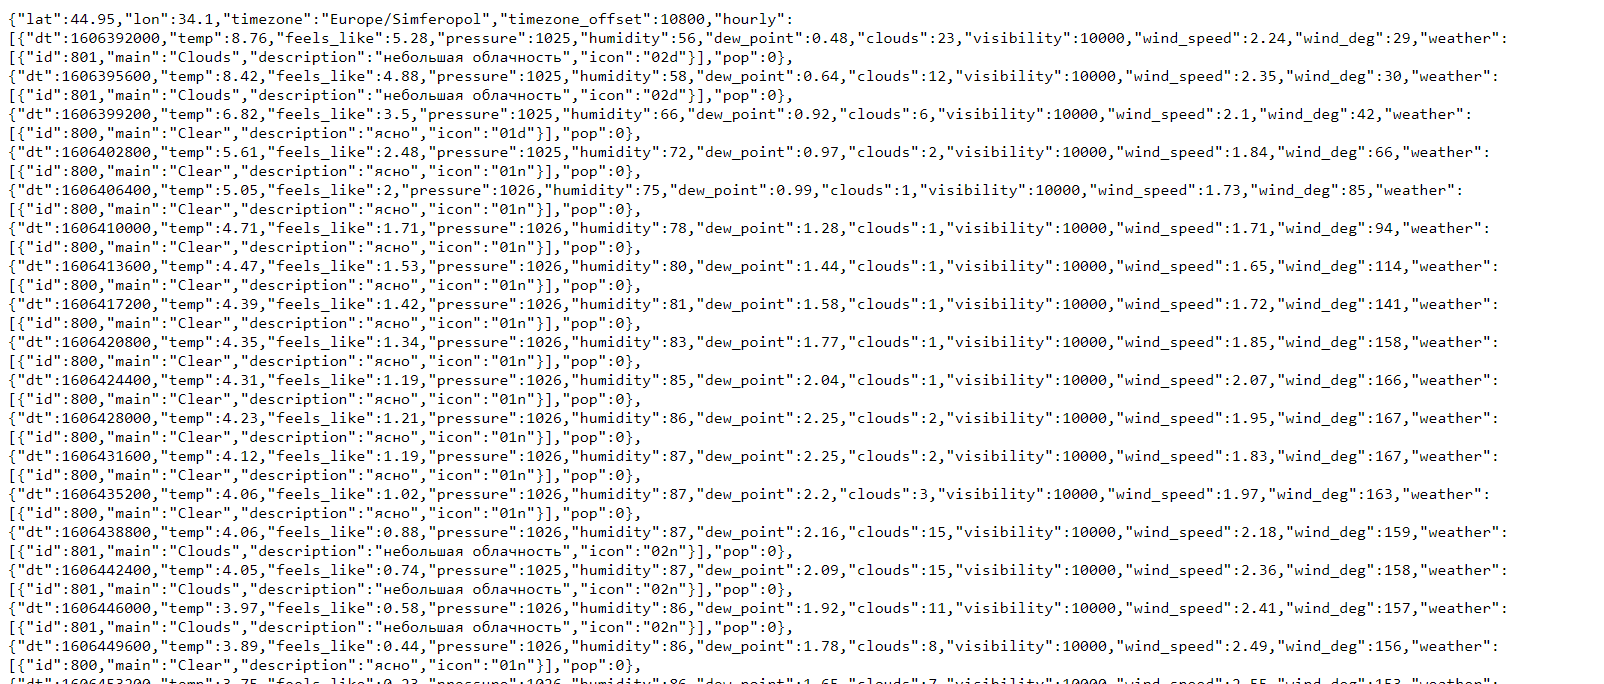 {"lat":44.95,"lon":34.1,"timezone":"Europe/Simferopol","timezone_offset":10800,"hourly":
[{"dt":1606392000,"temp":8.76,"feels_like":5.28,"pressure":1025,"humidity":56,"dew_point":0.48,"clouds":23,"visibility":10000,"wind_speed":2.24,"wind_deg":29,"weather":
[{"id":801,"main":"Clouds","description":"небольшая облачность","icon":"02d"}],"pop":0},
{"dt":1606395600,"temp":8.42,"feels_like":4.88,"pressure":1025,"humidity":58,"dew_point":0.64,"clouds":12,"visibility":10000,"wind_speed":2.35,"wind_deg":30,"weather":
[{"id":801,"main":"Clouds","description":"небольшая облачность","icon":"02d"}],"pop":0},
{"dt":1606399200,"temp":6.82,"feels_like":3.5,"pressure":1025,"humidity":66,"dew_point":0.92,"clouds":6,"visibility":10000,"wind_speed":2.1,"wind_deg":42,"weather":
[{"id":800,"main":"Clear","description":"ясно","icon":"01d"}],"pop":0},
{"dt":1606402800,"temp":5.61,"feels_like":2.48,"pressure":1025,"humidity":72,"dew_point":0.97,"clouds":2,"visibility":10000,"wind_speed":1.84,"wind_deg":66,"weather":
[{"id":800,"main":"Clear","description":"ясно","icon":"01n"}],"pop":0},
{"dt":1606406400,"temp":5.05,"feels_like":2,"pressure":1026,"humidity":75,"dew_point":0.99,"clouds":1,"visibility":10000,"wind_speed":1.73,"wind_deg":85,"weather":
[{"id":800,"main":"Clear","description":"ясно","icon":"01n"}],"pop":0},
{"dt":1606410000,"temp":4.71,"feels_like":1.71,"pressure":1026,"humidity":78,"dew_point":1.28,"clouds":1,"visibility":10000,"wind_speed":1.71,"wind_deg":94,"weather":
[{"id":800,"main":"Clear","description":"ясно","icon":"01n"}],"pop":0},
{"dt":1606413600,"temp":4.47,"feels_like":1.53,"pressure":1026,"humidity":80,"dew_point":1.44,"clouds":1,"visibility":10000,"wind_speed":1.65,"wind_deg":114,"weather":
[{"id":800,"main":"Clear","description":"ясно","icon":"01n"}],"pop":0},
{"dt":1606417200,"temp":4.39,"feels_like":1.42,"pressure":1026,"humidity":81,"dew_point":1.58,"clouds":1,"visibility":10000,"wind_speed":1.72,"wind_deg":141,"weather":
[{"id":800,"main":"Clear","description":"ясно","icon":"01n"}],"pop":0},
{"dt":1606420800,"temp":4.35,"feels_like":1.34,"pressure":1026,"humidity":83,"dew_point":1.77,"clouds":1,"visibility":10000,"wind_speed":1.85,"wind_deg":158,"weather":
[{"id":800,"main":"Clear","description":"ясно","icon":"01n"}],"pop":0},
{"dt":1606424400,"temp":4.31,"feels_like":1.19,"pressure":1026,"humidity":85,"dew_point":2.04,"clouds":1,"visibility":10000,"wind_speed":2.07,"wind_deg":166,"weather":
[{"id":800,"main":"Clear","description":"ясно","icon":"01n"}],"pop":0},
{"dt":1606428000,"temp":4.23,"feels_like":1.21,"pressure":1026,"humidity":86,"dew_point":2.25,"clouds":2,"visibility":10000,"wind_speed":1.95,"wind_deg":167,"weather":
[{"id":800,"main":"Clear","description":"ясно","icon":"01n"}],"pop":0},
{"dt":1606431600,"temp":4.12,"feels_like":1.19,"pressure":1026,"humidity":87,"dew_point":2.25,"clouds":2,"visibility":10000,"wind_speed":1.83,"wind_deg":167,"weather":
[{"id":800,"main":"Clear","description":"ясно","icon":"01n"}],"pop":0},
{"dt":1606435200,"temp":4.06,"feels_like":1.02,"pressure":1026,"humidity":87,"dew_point":2.2,"clouds":3,"visibility":10000,"wind_speed":1.97,"wind_deg":163,"weather":
[{"id":800,"main":"Clear","description":"ясно","icon":"01n"}],"pop":0},
{"dt":1606438800,"temp":4.06,"feels_like":0.88,"pressure":1026,"humidity":87,"dew_point":2.16,"clouds":15,"visibility":10000,"wind_speed":2.18,"wind_deg":159,"weather":
[{"id":801,"main":"Clouds","description":"небольшая облачность","icon":"02n"}],"pop":0},
{"dt":1606442400,"temp":4.05,"feels_like":0.74,"pressure":1025,"humidity":87,"dew_point":2.09,"clouds":15,"visibility":10000,"wind_speed":2.36,"wind_deg":158,"weather":
[{"id":801,"main":"Clouds","description":"небольшая облачность","icon":"02n"}],"pop":0},
{"dt":1606446000,"temp":3.97,"feels_like":0.58,"pressure":1026,"humidity":86,"dew_point":1.92,"clouds":11,"visibility":10000,"wind_speed":2.41,"wind_deg":157,"weather":
[{"id":801,"main":"Clouds","description":"небольшая облачность","icon":"02n"}],"pop":0},
{"dt":1606449600,"temp":3.89,"feels_like":0.44,"pressure":1026,"humidity":86,"dew_point":1.78,"clouds":8,"visibility":10000,"wind_speed":2.49,"wind_deg":156,"weather":
[{"id":800,"main":"Clear","description":"ясно","icon":"01n"}],"pop":0},